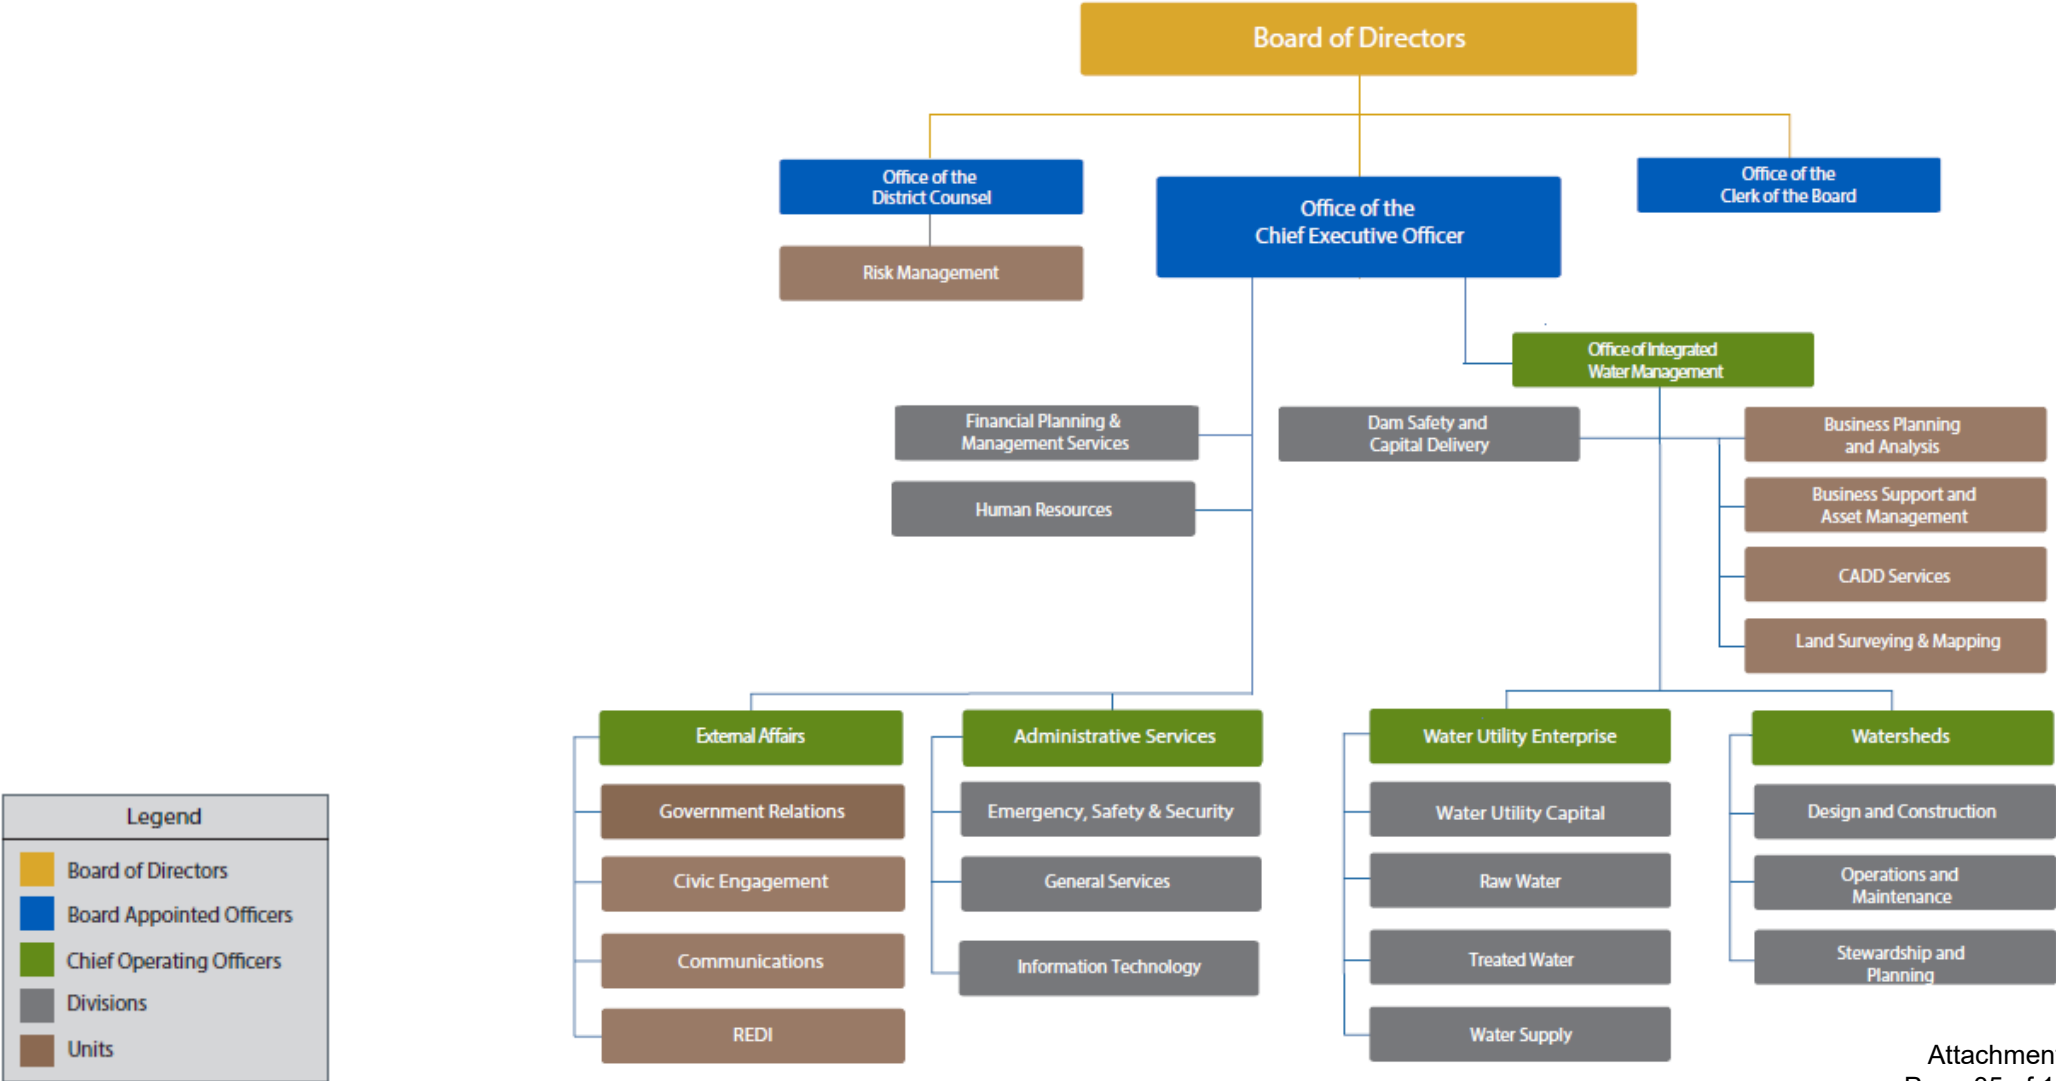 Board of Directors
Office of the
District Counsel
Office of the
Chief Executive Officer
Office of the
Clerk of the Board
Risk Management
Office of Integrated
Water Management
Financial Planning &
Management Services
Dam Safety and
Capital Delivery
Business Planning
and Analysis
Human Resources
Business Support and
Asset Management
CADD Services
Land Surveying & Mapping
External Affairs
Government Relations
Civic Engagement
Communications
REDI
Administrative Services
Emergency, Safety & Security
General Services
Information Technology
Water Utility Enterprise
Water Utility Capital
Raw Water
Treated Water
Water Supply
Watersheds
Design and Construction
Operations and
Maintenance
Stewardship and
Planning
Legend
Board of Directors
Board Appointed Officers
Chief Operating Officers
Divisions
Units
Attachment